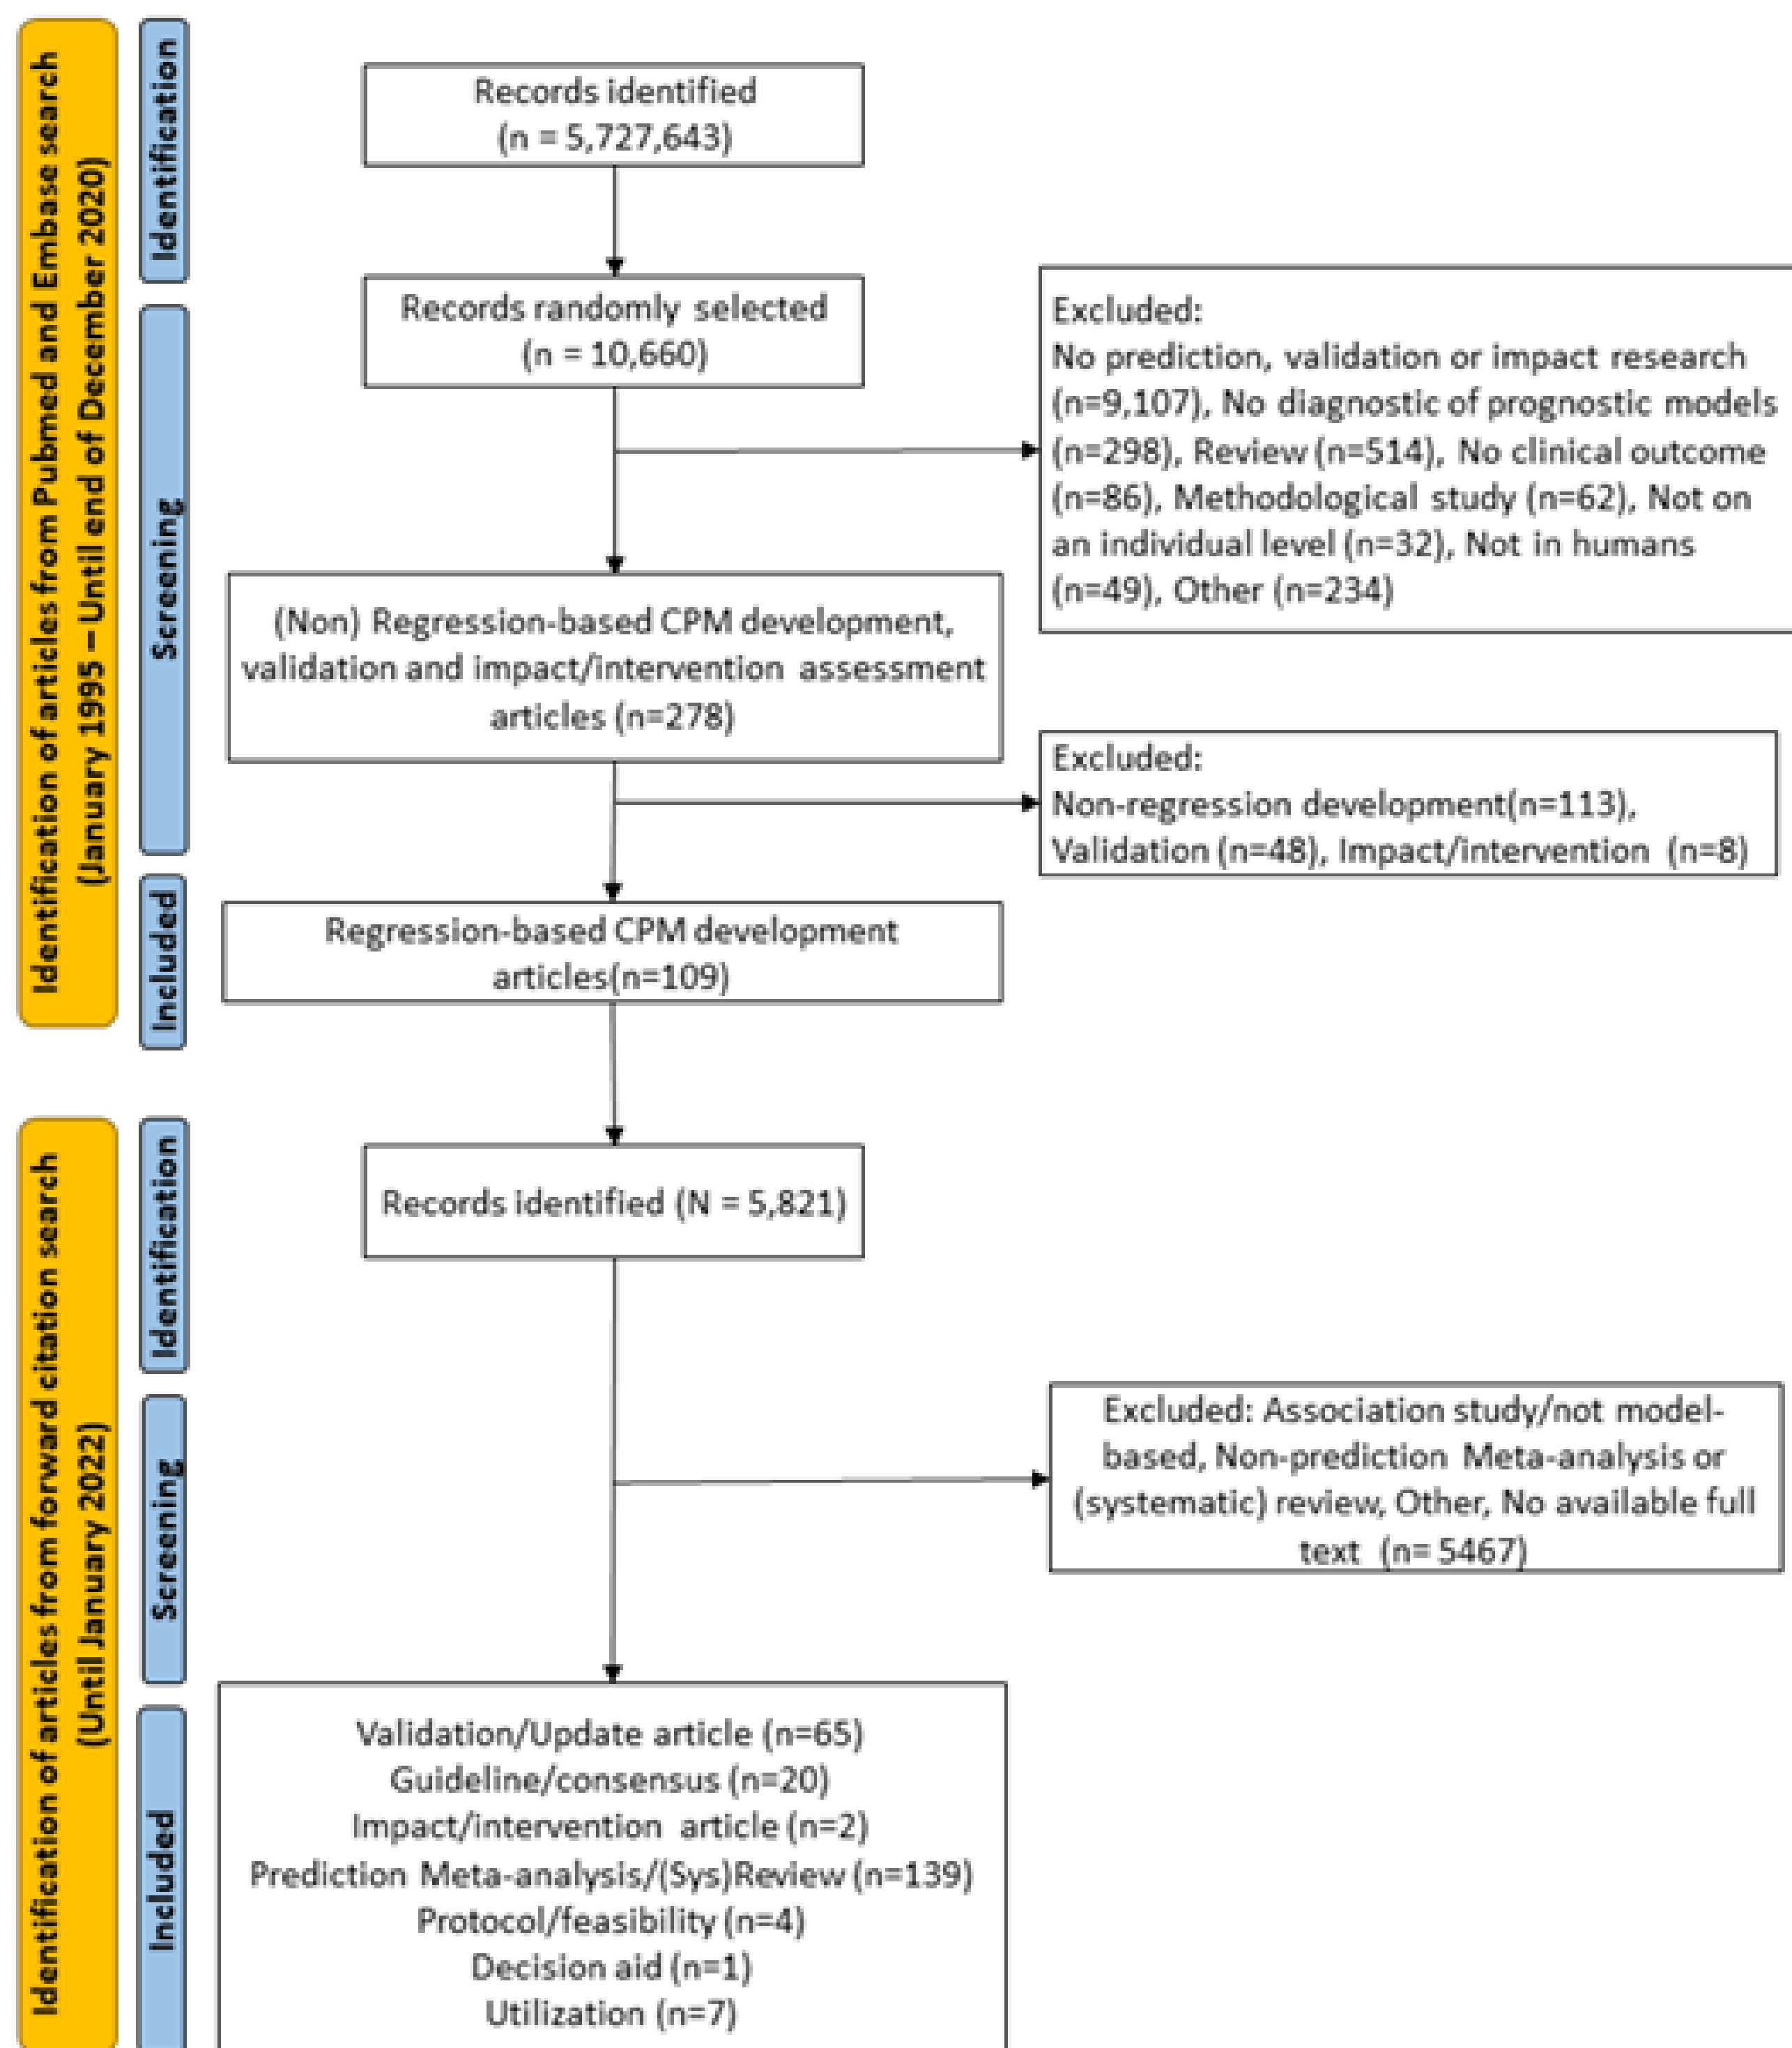 Identification of articles from Pubmed and Embase search
(January 1995 – Until end of December 2020)
Identification
Records identified
(n = 5,727,643)
Screening
Records randomly selected
(n = 10,660)
Excluded:
No prediction, validation or impact research
(n=9,107), No diagnostic of prognostic models
(n=298), Review (n=514), No clinical outcome
(n=86), Methodological study (n=62), Not on
an individual level (n=32), Not in humans
(n=49), Other (n=234)
(Non) Regression-based CPM development,
validation and impact/intervention assessment
articles (n=278)
Excluded:
Non-regression development(n=113),
Validation (n=48), Impact/intervention (n=8)
Included
Regression-based CPM development
articles(n=109)
Identification of articles from forward citation search
(Until January 2022)
Identification
Records identified (N = 5,821)
Screening
Excluded: Association study/not model-
based, Non-prediction Meta-analysis or
(systematic) review, Other, No available full
text (n= 5467)
Included
Validation/Update article (n=65)
Guideline/consensus (n=20)
Impact/intervention article (n=2)
Prediction Meta-analysis/(Sys)Review (n=139)
Protocol/feasibility (n=4)
Decision aid (n=1)
Utilization (n=7)